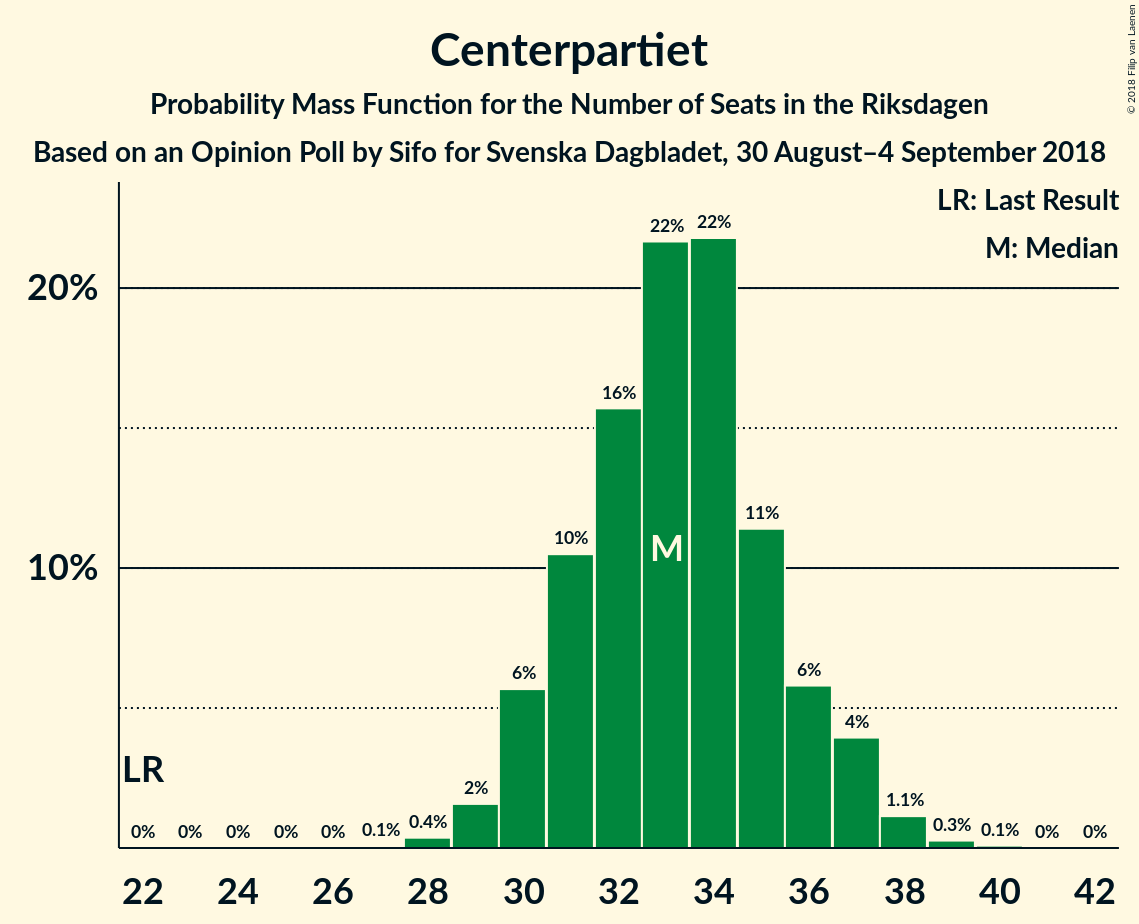 Centerpartiet
Probability Mass Function for the Number of Seats in the Riksdagen
Based on an Opinion Poll by Sifo for Svenska Dagbladet, 30 August–4 September 2018
© 2018 Filip van Laenen
LR: Last Result
M: Median
20%
10%
LR
0% 0% 0% 0% 0% 0.1% 0.4% 2% 6% 10% 16% 22% 22% 11% 6% 4% 1.1% 0.3% 0.1% 0% 0%
M
22 24 26 28 30 32 34 36 38 40 42